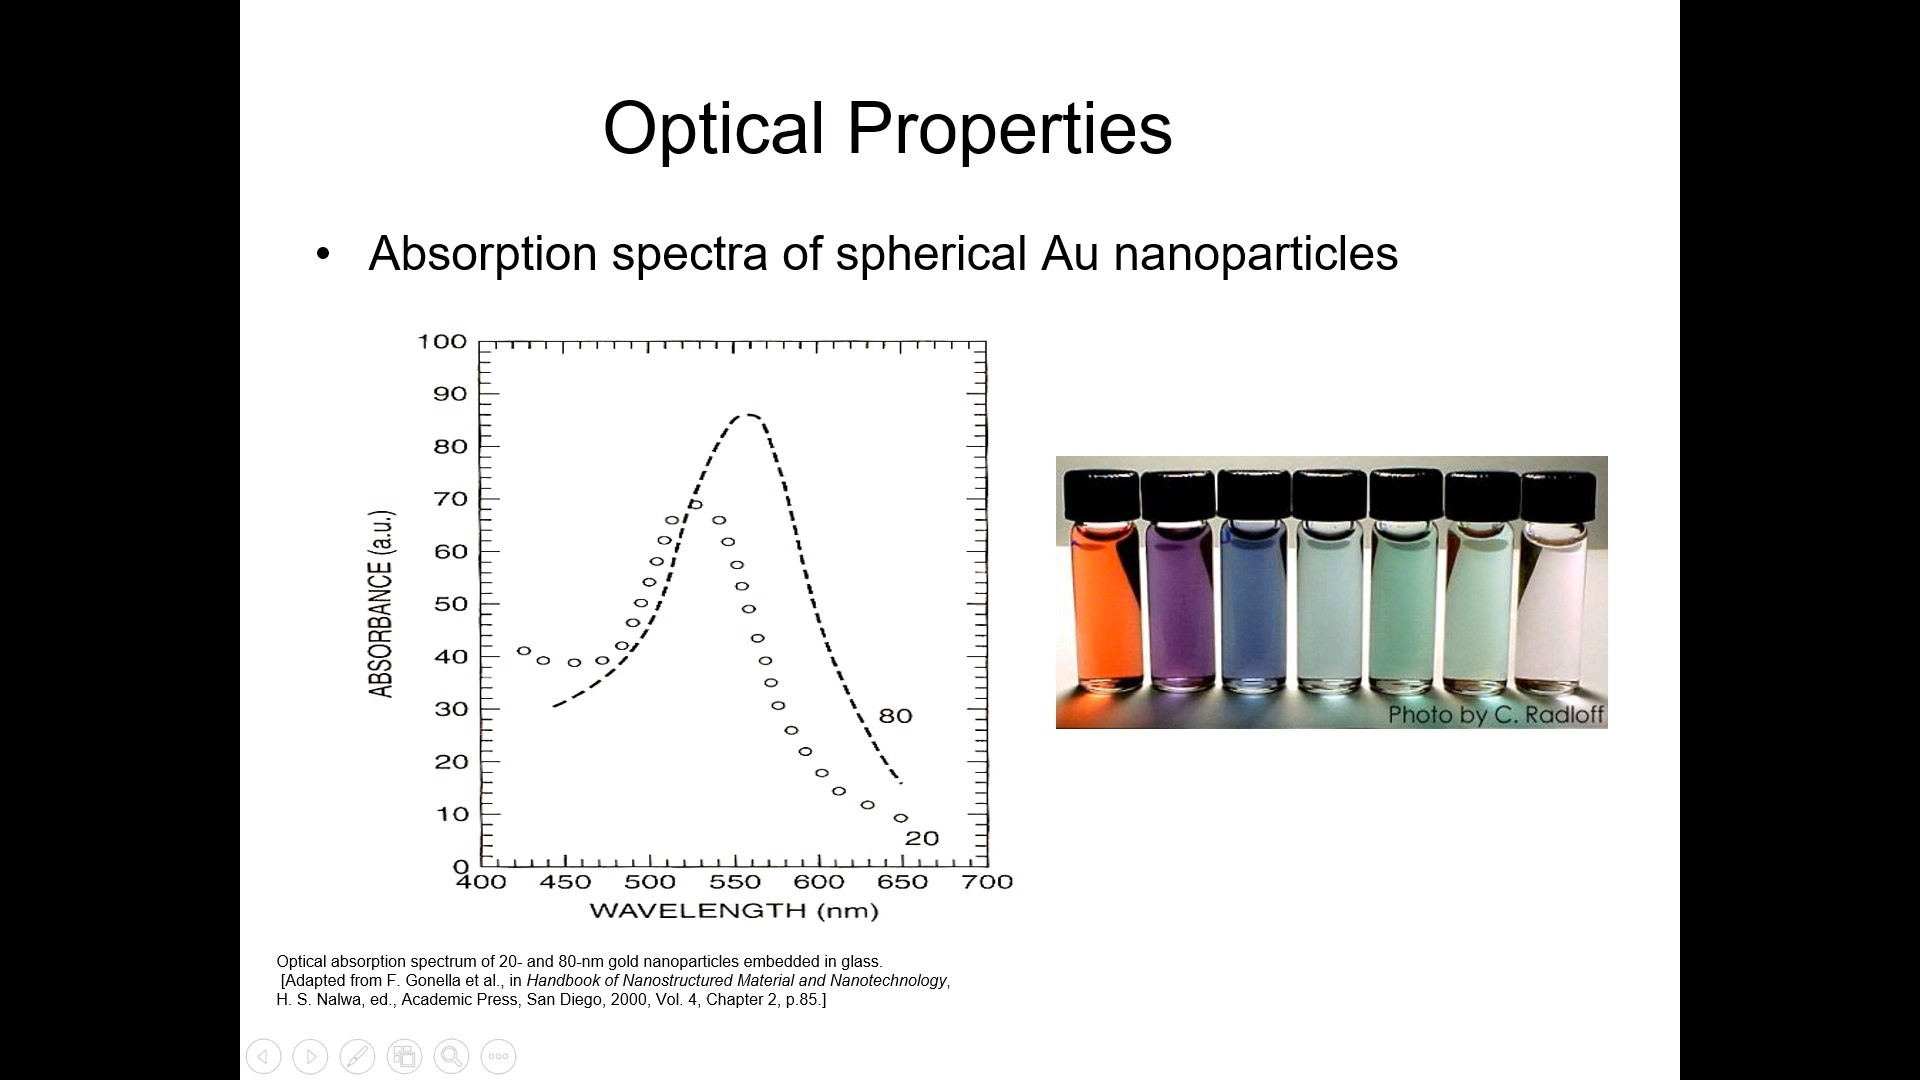 Optical Properties
• Absorption spectra of spherical Au nanoparticles
100
90
80
70
60
50
40
30
20
10
0
ABSORBANCE (a.u.)
80
20
400 450 500 550 600 650 700
WAVELENGTH (nm)
Photo by C. Radloff
Optical absorption spectrum of 20- and 80-nm gold nanoparticles embedded in glass.
[Adapted from F. Gonella et al., in Handbook of Nanostructured Material and Nanotechnology,
H. S. Nalwa, ed., Academic Press, San Diego, 2000, Vol. 4, Chapter 2, p.85.]